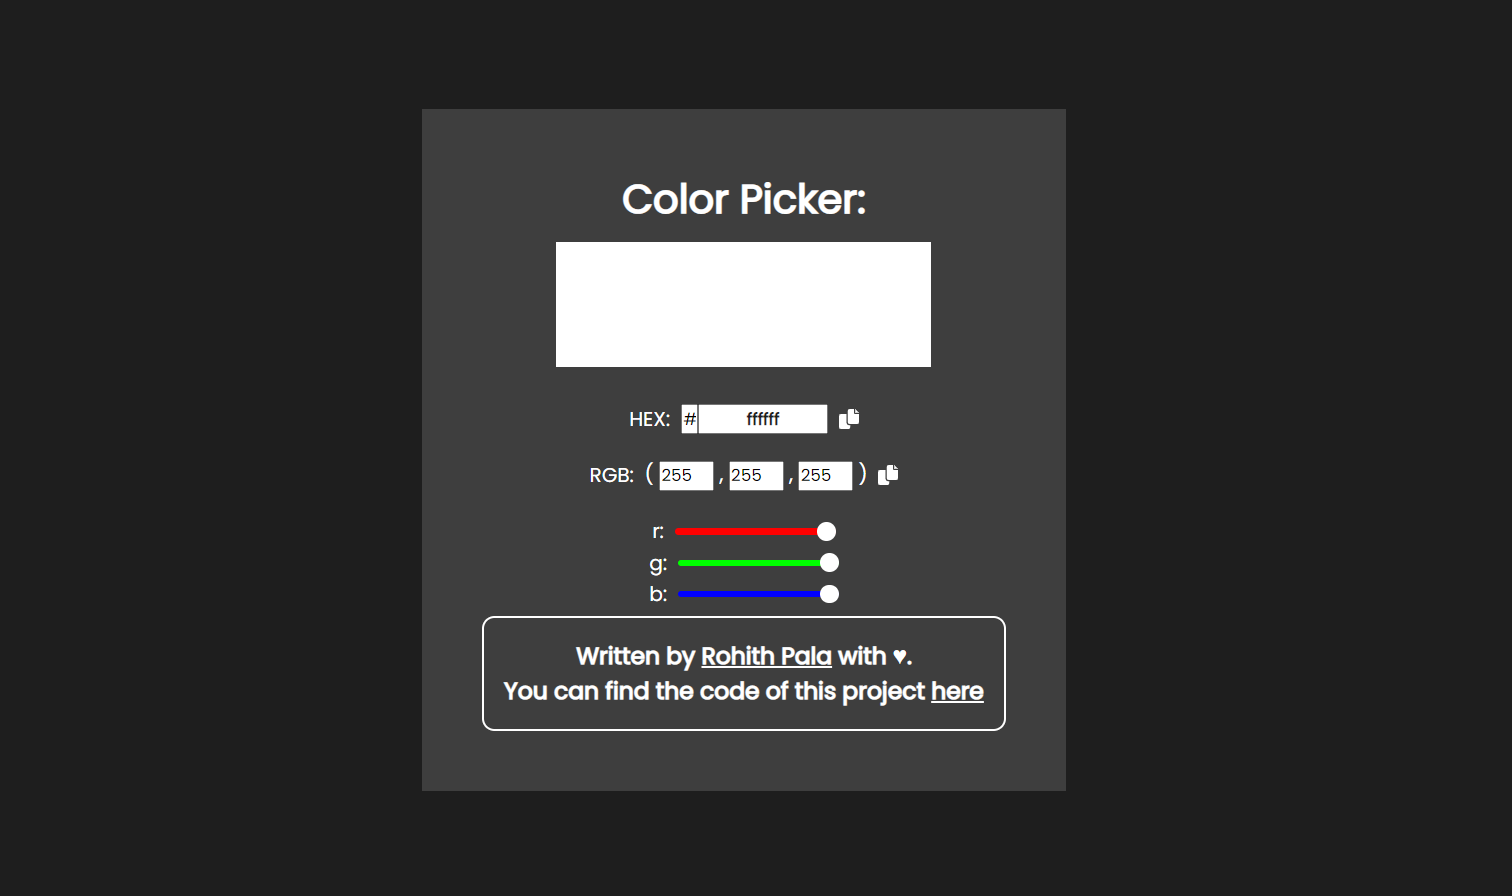 Color Picker:
HEX: # ffffff
RGB: ( 255 , 255 , 255 )
r:
g:
b:
Written by Rohith Pala with ♥.
You can find the code of this project here